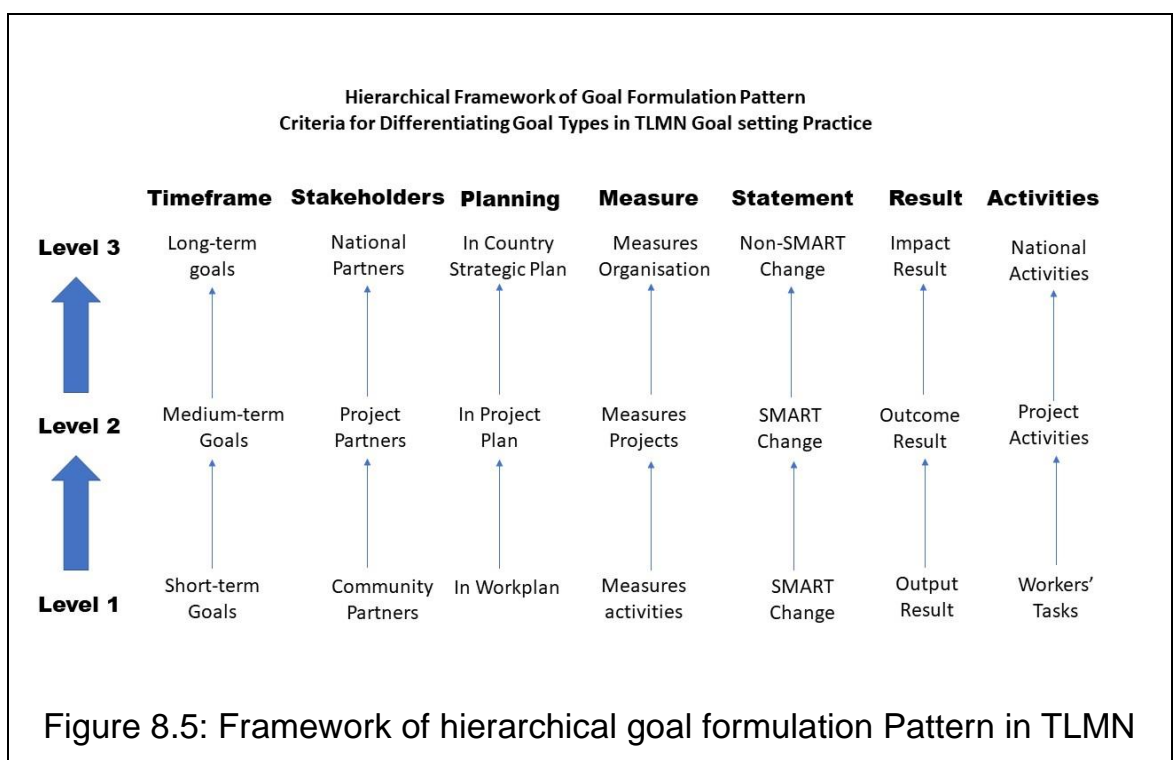 Hierarchical Framework of Goal Formulation Pattern
Criteria for Differentiating Goal Types in TLMN Goal setting Practice
Timeframe Stakeholders Planning Measure Statement Result Activities
Level 3 Long-term National In Country Measures Non-SMART Impact National
goals Partners Strategic Plan Organisation Change Result Activities
Level 2 Medium-term Project In Project Measures SMART Outcome Project
Goals Partners Plan Projects Change Result Activities
Level 1 Short-term Community In Workplan Measures SMART Output Workers’
Goals Partners activities Change Result Tasks
Figure 8.5: Framework of hierarchical goal formulation Pattern in TLMN